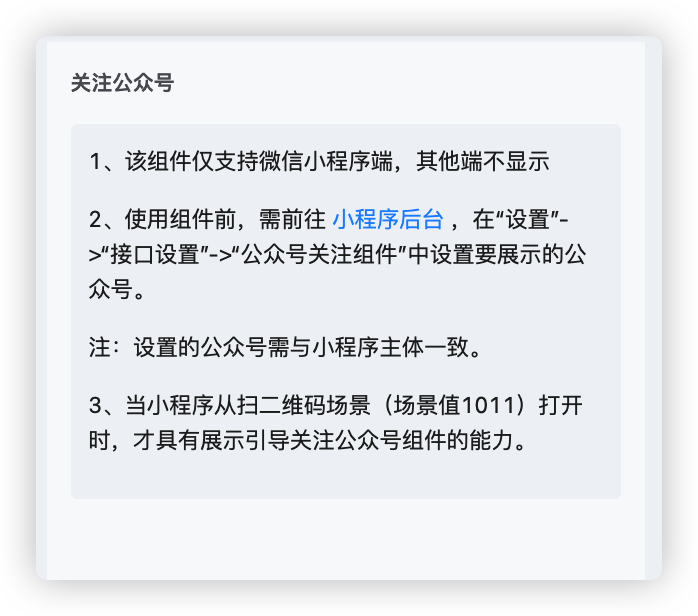 关注公众号
1、该组件仅支持微信小程序端，其他端不显示
2、使用组件前，需前往 小程序后台 ，在“设置”-
>“接口设置”->“公众号关注组件”中设置要展示的公
众号。
注：设置的公众号需与小程序主体一致。
3、当小程序从扫二维码场景（场景值1011）打开
时，才具有展示引导关注公众号组件的能力。